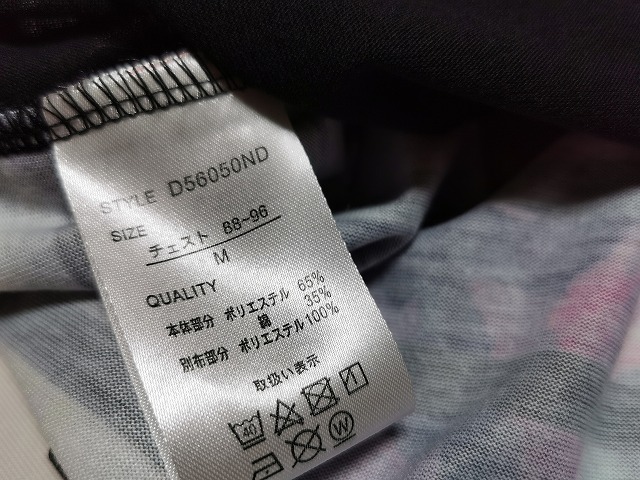 STYLE D56050ND
SIZE チェスト 88-96
M
QUALITY
本体部分 ポリエステル 65%
綿 35%
別布部分 ポリエステル 100%
取扱い表示
40
W